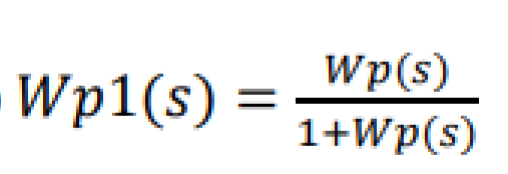 Wp1(s) = Wp(s) / 1+Wp(s)